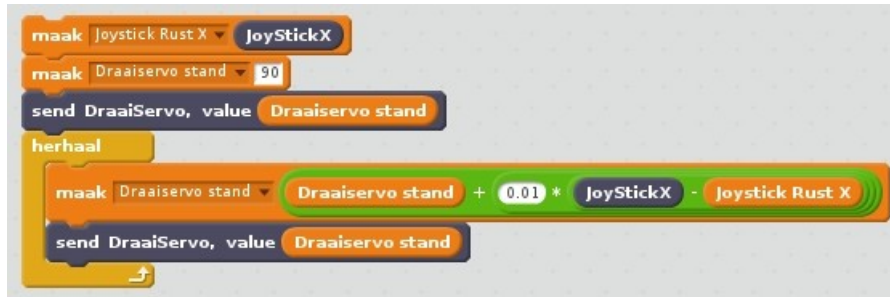 maak Joystick Rust X JoyStickX
maak Draaiservo stand 90
send DraaiServo, value Draaiservo stand
herhaal
maak Draaiservo stand Draaiservo stand + 0.01 * JoyStickX - Joystick Rust X
send DraaiServo, value Draaiservo stand